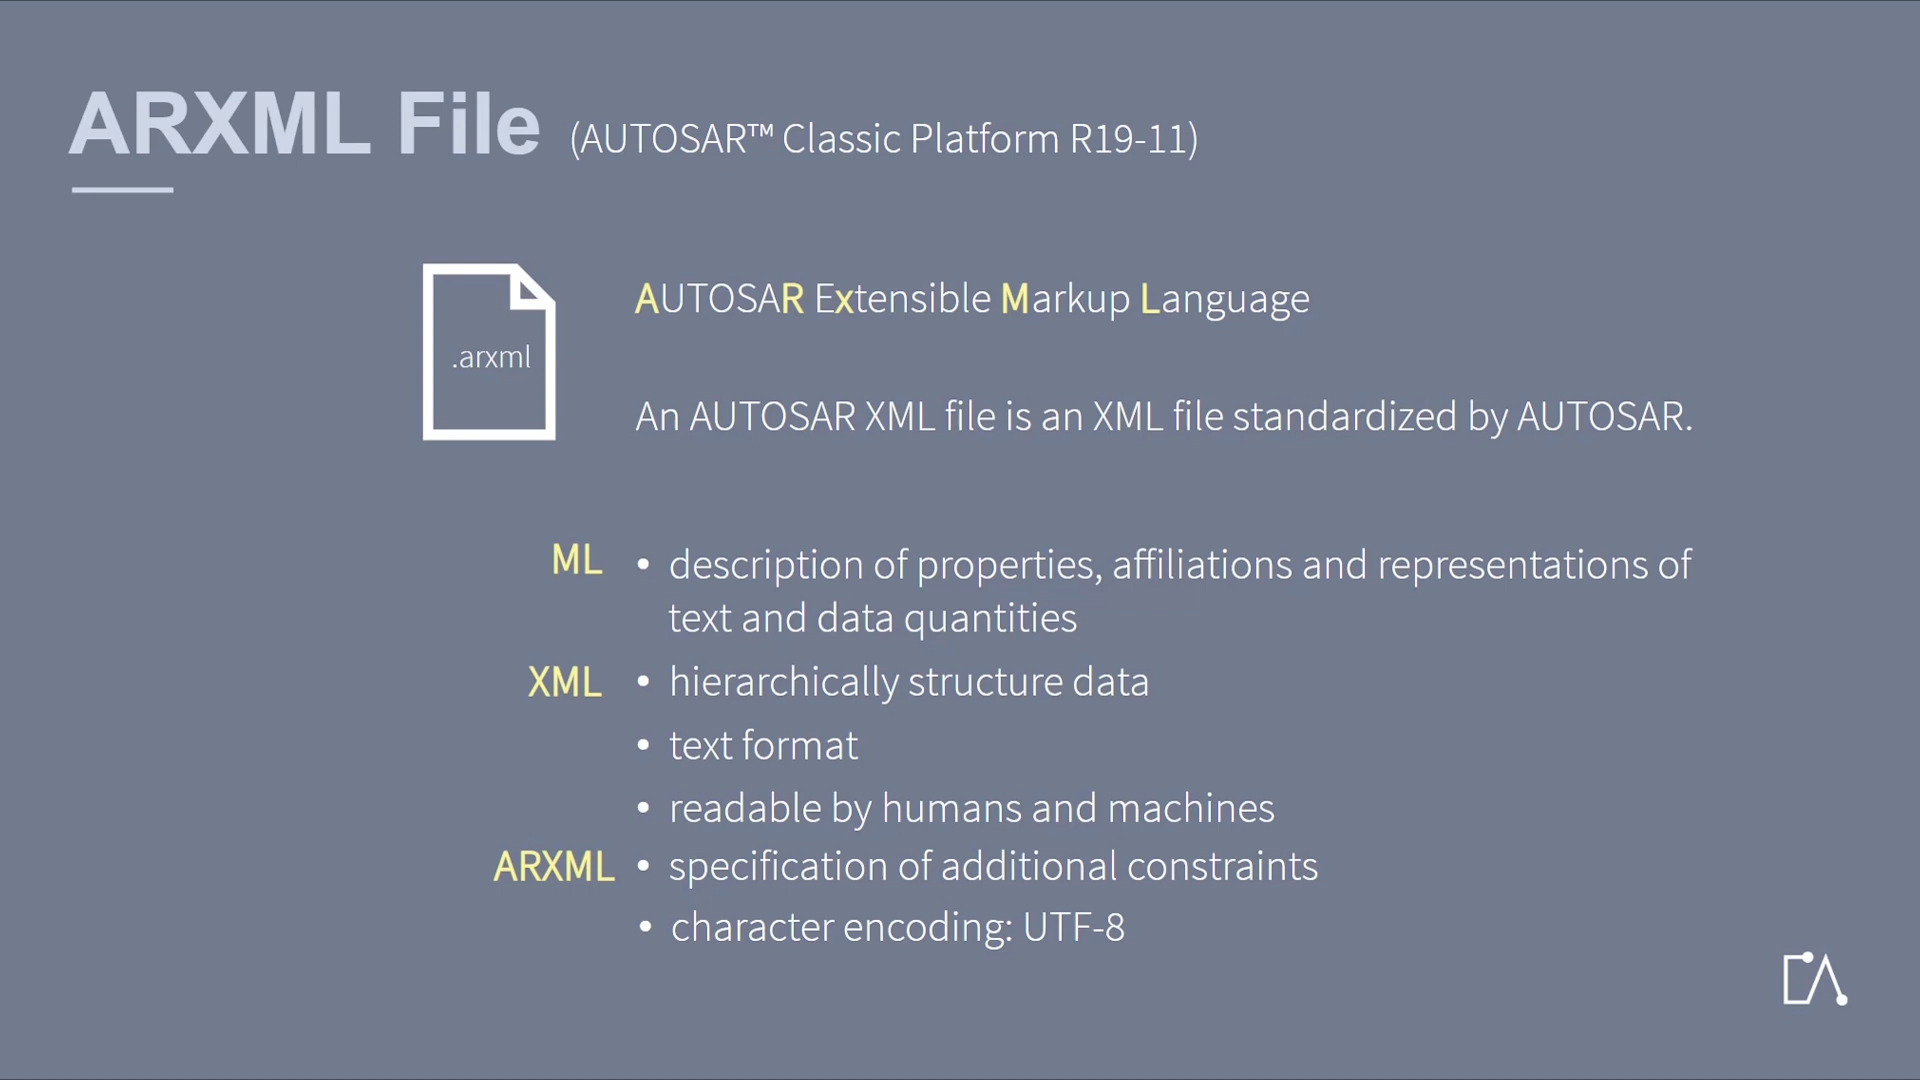 ARXML File (AUTOSAR™ Classic Platform R19-11)
.arxml
AUTOSAR Extensible Markup Language
An AUTOSAR XML file is an XML file standardized by AUTOSAR.
ML • description of properties, affiliations and representations of
text and data quantities
XML • hierarchically structure data
• text format
• readable by humans and machines
ARXML • specification of additional constraints
• character encoding: UTF-8